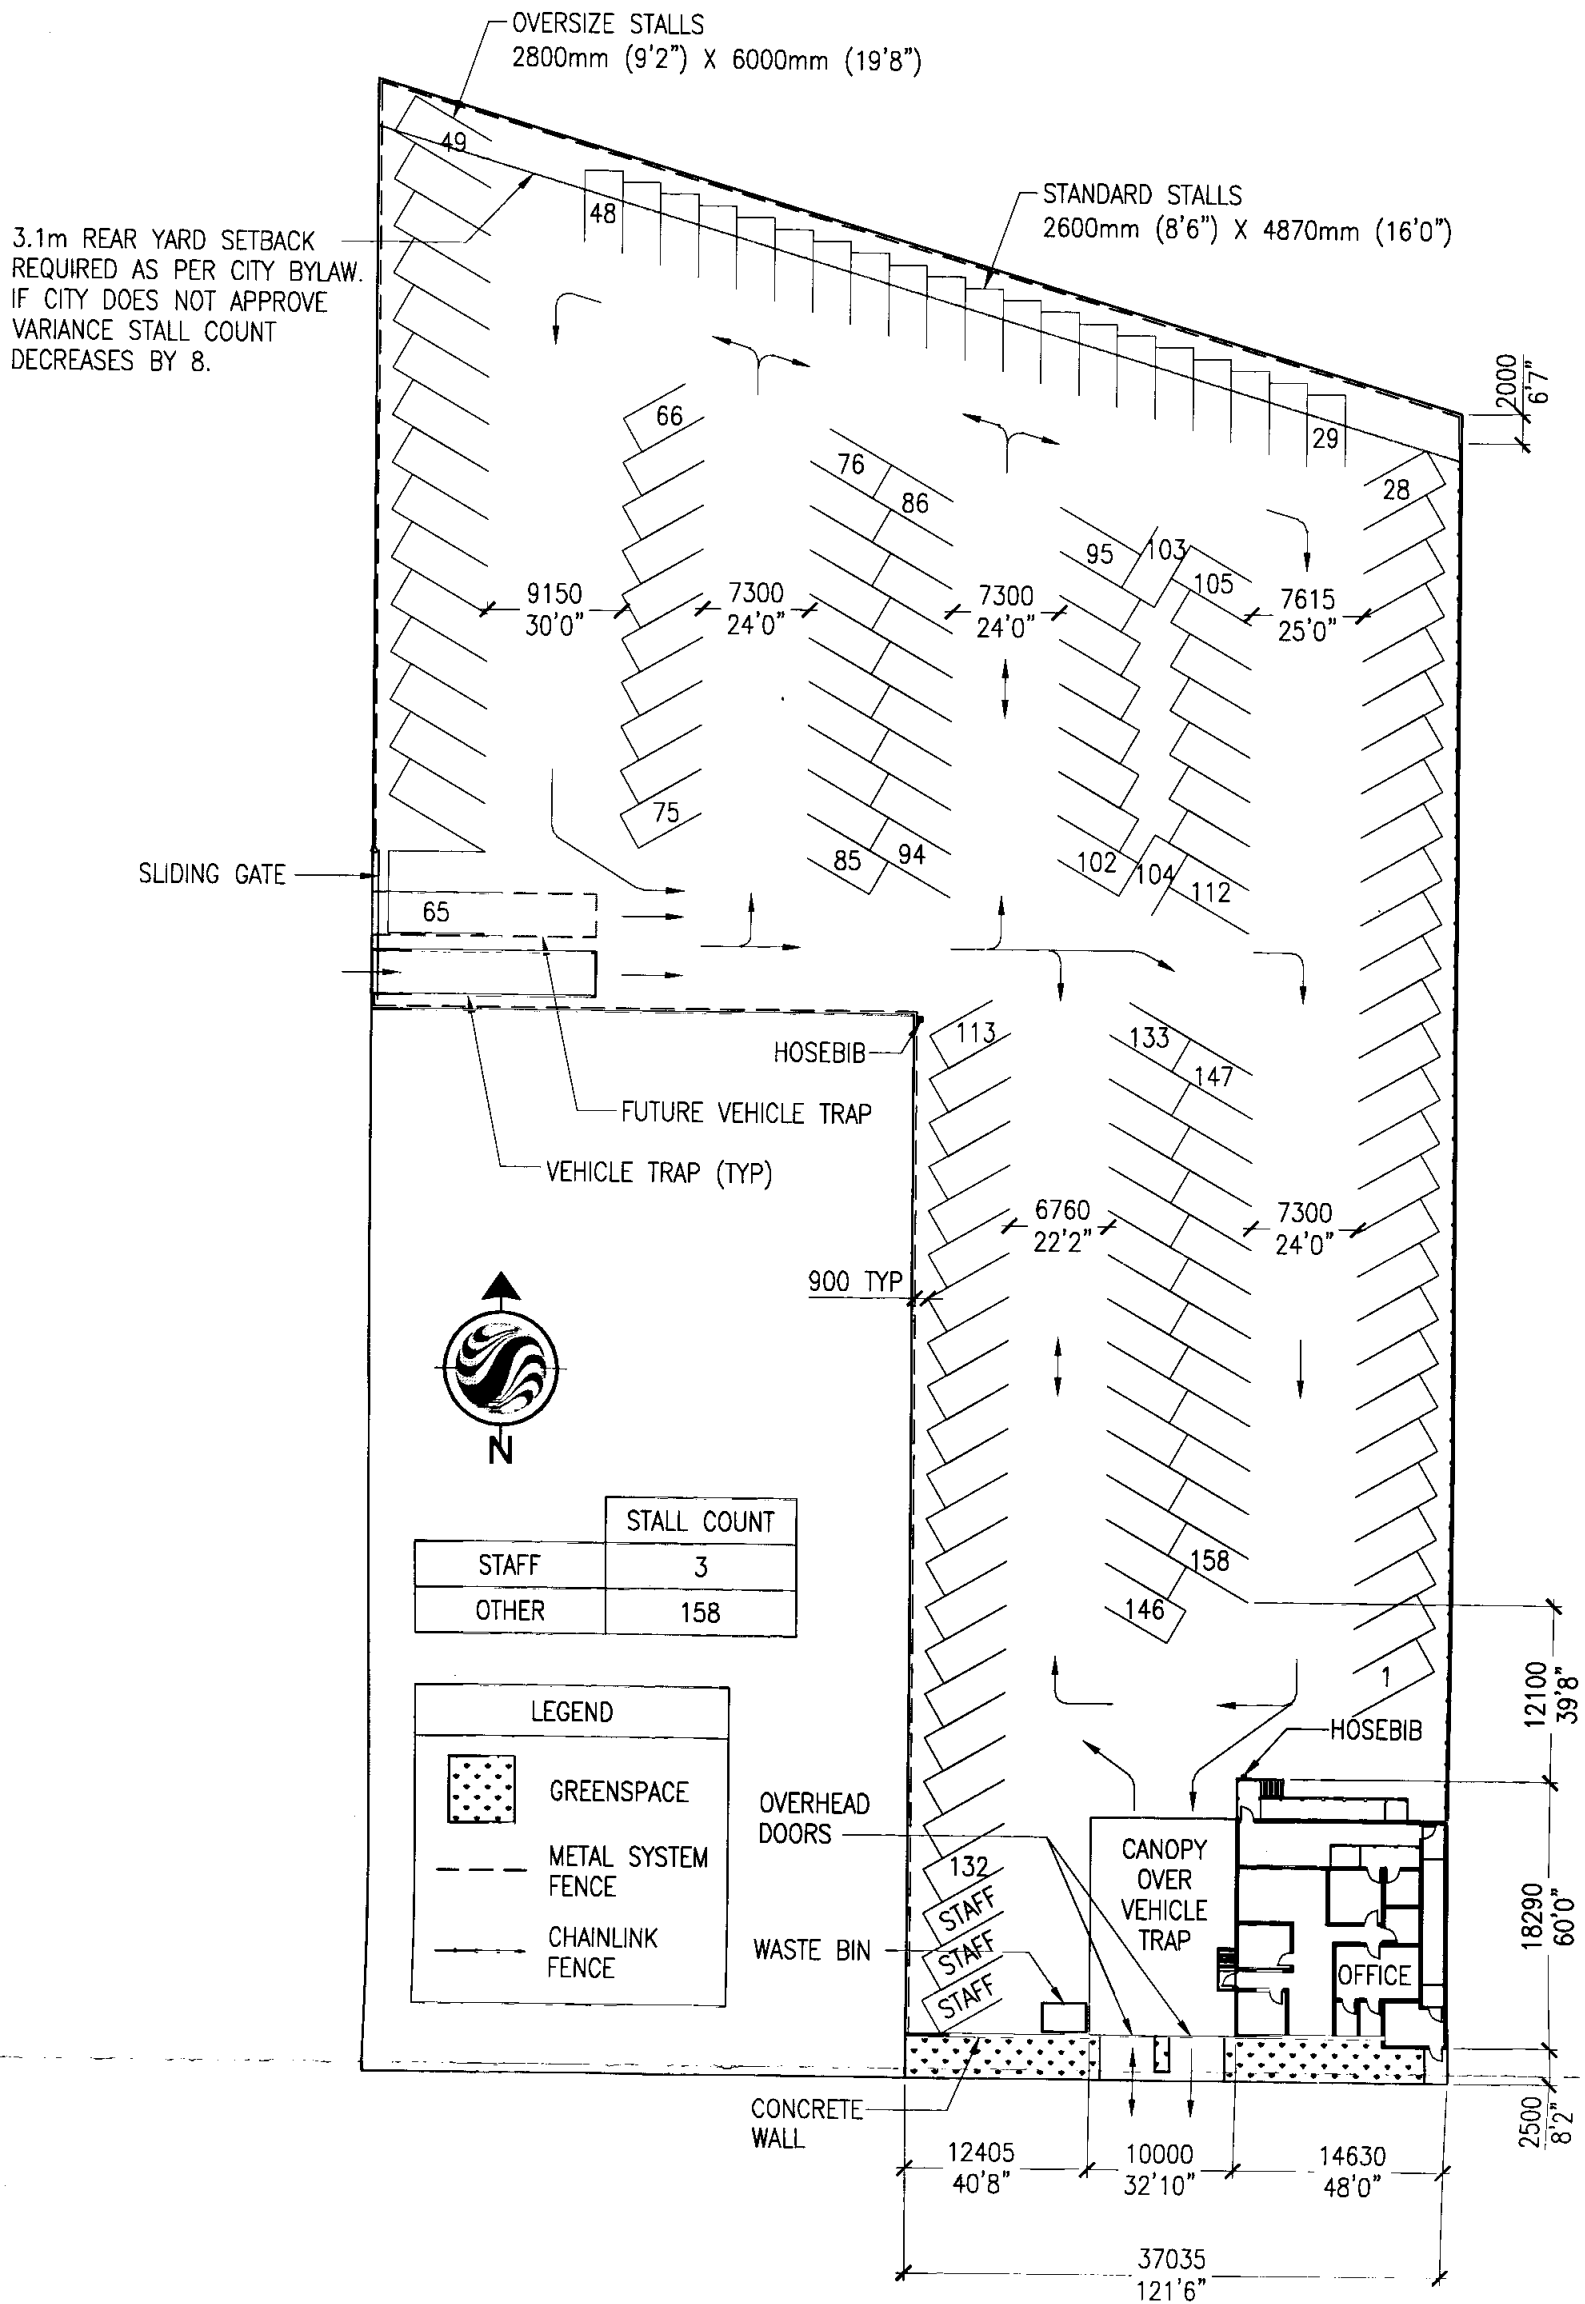 OVERSIZE STALLS
2800mm (9'2") X 6000mm (19'8")
49
48
STANDARD STALLS
2600mm (8'6") X 4870mm (16'0")
3.1m REAR YARD SETBACK
REQUIRED AS PER CITY BYLAW.
IF CITY DOES NOT APPROVE
VARIANCE STALL COUNT
DECREASES BY 8.
2000
6'7"
66
29
76
86
28
95
103
105
9150
30'0"
7300
24'0"
7300
24'0"
7615
25'0"
75
85
94
102
104
112
SLIDING GATE
65
113
133
147
HOSEBIB
FUTURE VEHICLE TRAP
VEHICLE TRAP (TYP)
6760
22'2"
7300
24'0"
900 TYP
N
STALL COUNT
STAFF 3
OTHER 158
158
146
1
12100
39'8"
HOSEBIB
LEGEND
GREENSPACE
METAL SYSTEM
FENCE
CHAINLINK
FENCE
OVERHEAD
DOORS
CANOPY
OVER
VEHICLE
TRAP
132
STAFF
STAFF
STAFF
WASTE BIN
OFFICE
18290
60'0"
CONCRETE
WALL
2500
8'2"
12405
40'8"
10000
32'10"
14630
48'0"
37035
121'6"